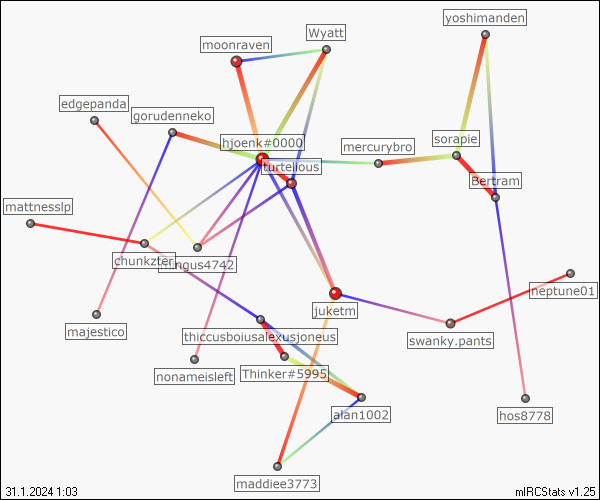 yoshimanden
Wyatt
moonraven
edgepanda
gorudenneko
sorapie
hjoenk#0000
mercurybro
turtelious
Bertram
mattnesslp
chunkzter
mingus4742
neptune01
juketm
majestico
thiccusboiusalexusjoneus
swanky.pants
Thinker#5995
nonameisleft
alan1002
hos8778
maddiee3773
31.1.2024 1:03
mIRCStats v1.25